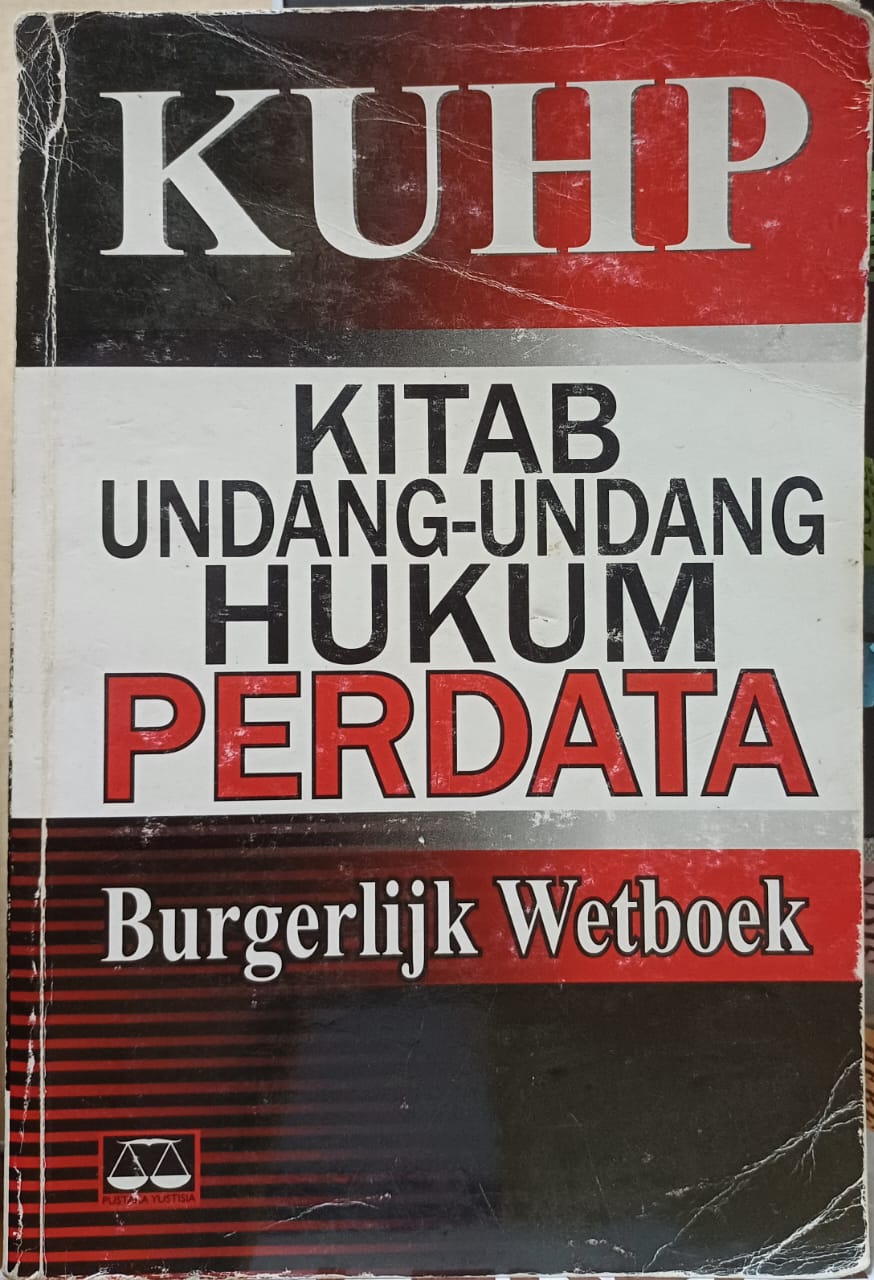 KUHP
KITAB
UNDANG-UNDANG
HUKUM
PERDATA
Burgerlijk Wetboek
PUSTAKA YUSTISIA